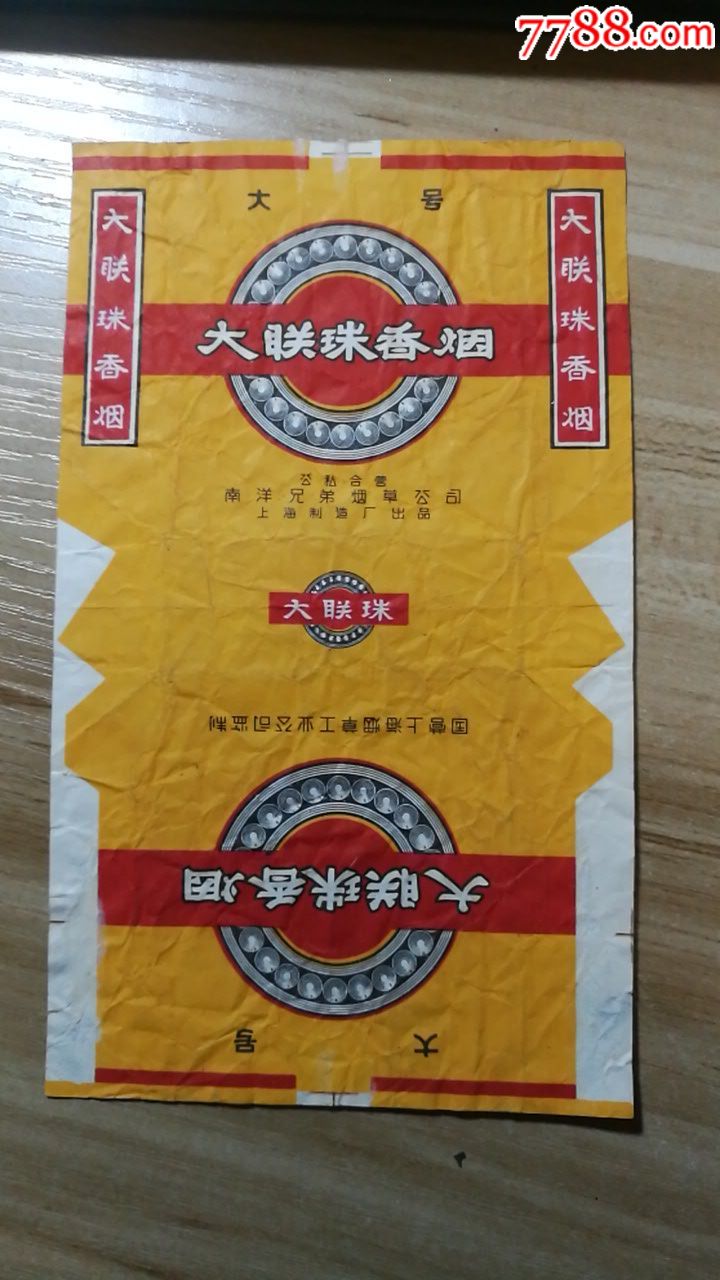 7788.com
大 号
大联珠香烟
大联珠香烟
大联珠香烟
公私合营
南洋兄弟烟草公司
上海制造厂出品
大联珠
国营上海烟草工业公司监制
大联珠香烟
大 号